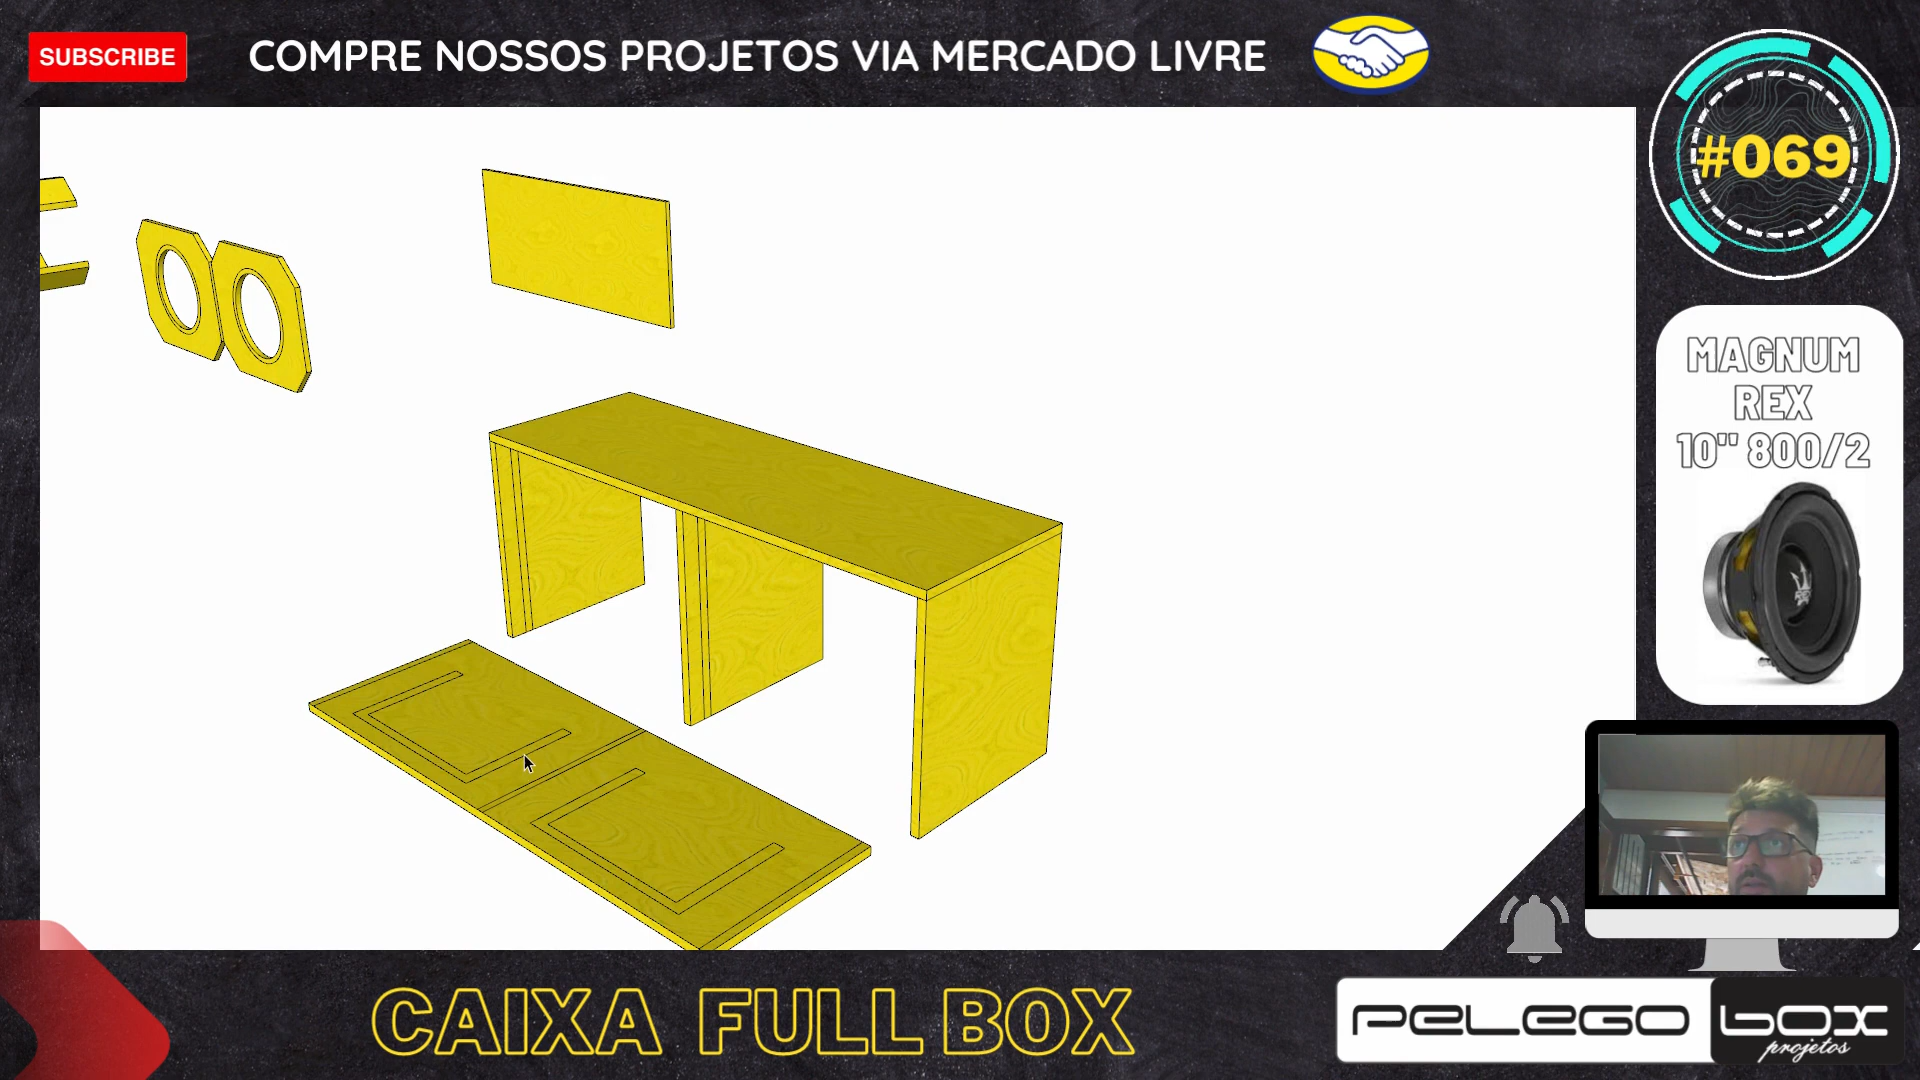 SUBSCRIBE
COMPRE NOSSOS PROJETOS VIA MERCADO LIVRE
#069
MAGNUM
REX
10" 800/2
CAIXA FULL BOX
PELEGO box
projetos